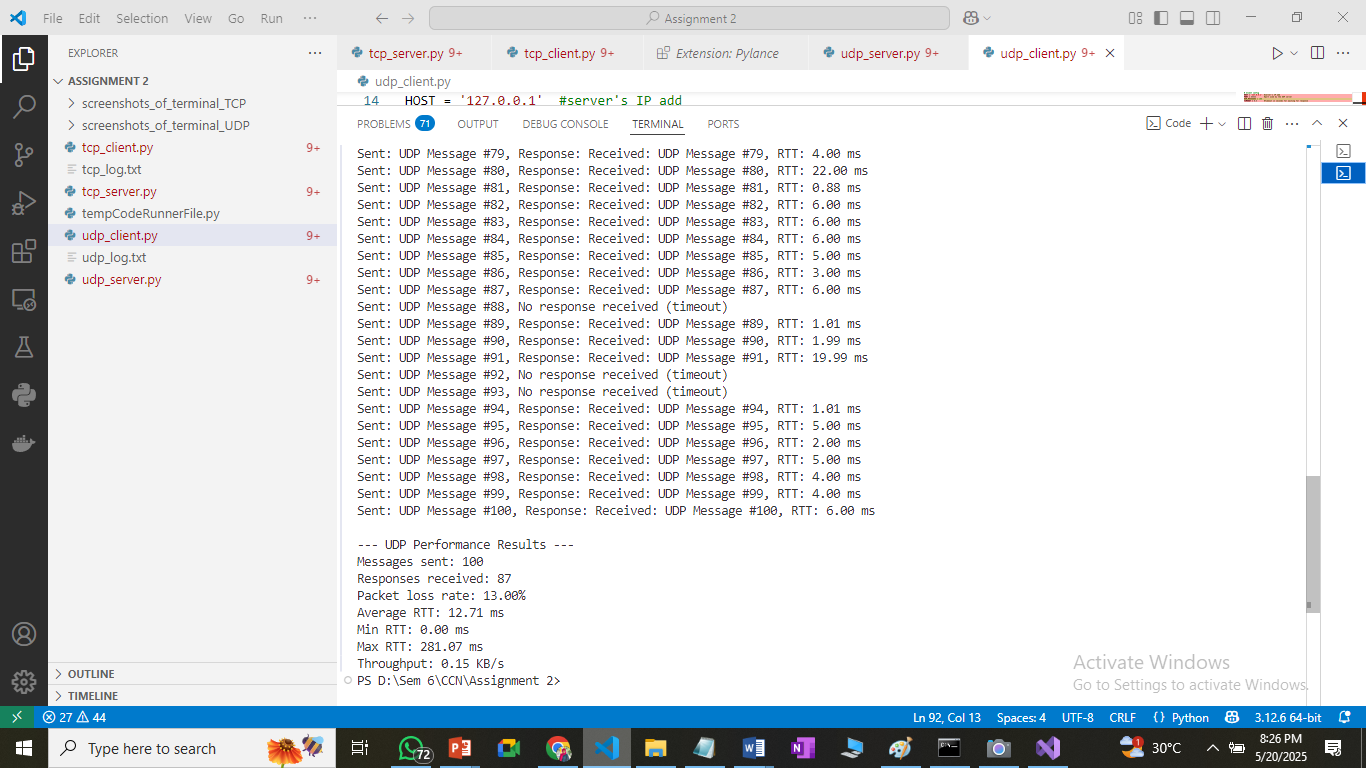 File Edit Selection View Go Run ··· Assignment 2
EXPLORER ···
ASSIGNMENT 2
screenshots_of_terminal_TCP
screenshots_of_terminal_UDP
tcp_client.py 9+
tcp_log.txt
tcp_server.py 9+
tempCodeRunnerFile.py
udp_client.py 9+
udp_log.txt
udp_server.py 9+
OUTLINE
TIMELINE
tcp_server.py 9+ tcp_client.py 9+ Extension: Pylance udp_server.py 9+ udp_client.py 9+
udp_client.py
14 HOST = '127.0.0.1' #server's IP add
PROBLEMS 71 OUTPUT DEBUG CONSOLE TERMINAL PORTS Code
Sent: UDP Message #79, Response: Received: UDP Message #79, RTT: 4.00 ms
Sent: UDP Message #80, Response: Received: UDP Message #80, RTT: 22.00 ms
Sent: UDP Message #81, Response: Received: UDP Message #81, RTT: 0.88 ms
Sent: UDP Message #82, Response: Received: UDP Message #82, RTT: 6.00 ms
Sent: UDP Message #83, Response: Received: UDP Message #83, RTT: 6.00 ms
Sent: UDP Message #84, Response: Received: UDP Message #84, RTT: 6.00 ms
Sent: UDP Message #85, Response: Received: UDP Message #85, RTT: 5.00 ms
Sent: UDP Message #86, Response: Received: UDP Message #86, RTT: 3.00 ms
Sent: UDP Message #87, Response: Received: UDP Message #87, RTT: 6.00 ms
Sent: UDP Message #88, No response received (timeout)
Sent: UDP Message #89, Response: Received: UDP Message #89, RTT: 1.01 ms
Sent: UDP Message #90, Response: Received: UDP Message #90, RTT: 1.99 ms
Sent: UDP Message #91, Response: Received: UDP Message #91, RTT: 19.99 ms
Sent: UDP Message #92, No response received (timeout)
Sent: UDP Message #93, No response received (timeout)
Sent: UDP Message #94, Response: Received: UDP Message #94, RTT: 1.01 ms
Sent: UDP Message #95, Response: Received: UDP Message #95, RTT: 5.00 ms
Sent: UDP Message #96, Response: Received: UDP Message #96, RTT: 2.00 ms
Sent: UDP Message #97, Response: Received: UDP Message #97, RTT: 5.00 ms
Sent: UDP Message #98, Response: Received: UDP Message #98, RTT: 4.00 ms
Sent: UDP Message #99, Response: Received: UDP Message #99, RTT: 4.00 ms
Sent: UDP Message #100, Response: Received: UDP Message #100, RTT: 6.00 ms
--- UDP Performance Results ---
Messages sent: 100
Responses received: 87
Packet loss rate: 13.00%
Average RTT: 12.71 ms
Min RTT: 0.00 ms
Max RTT: 281.07 ms
Throughput: 0.15 KB/s
PS D:\Sem 6\CCN\Assignment 2>
Activate Windows
Go to Settings to activate Windows.
27 44 Ln 92, Col 13 Spaces: 4 UTF-8 CRLF {} Python 3.12.6 64-bit
Type here to search 72 30°C 8:26 PM
5/20/2025